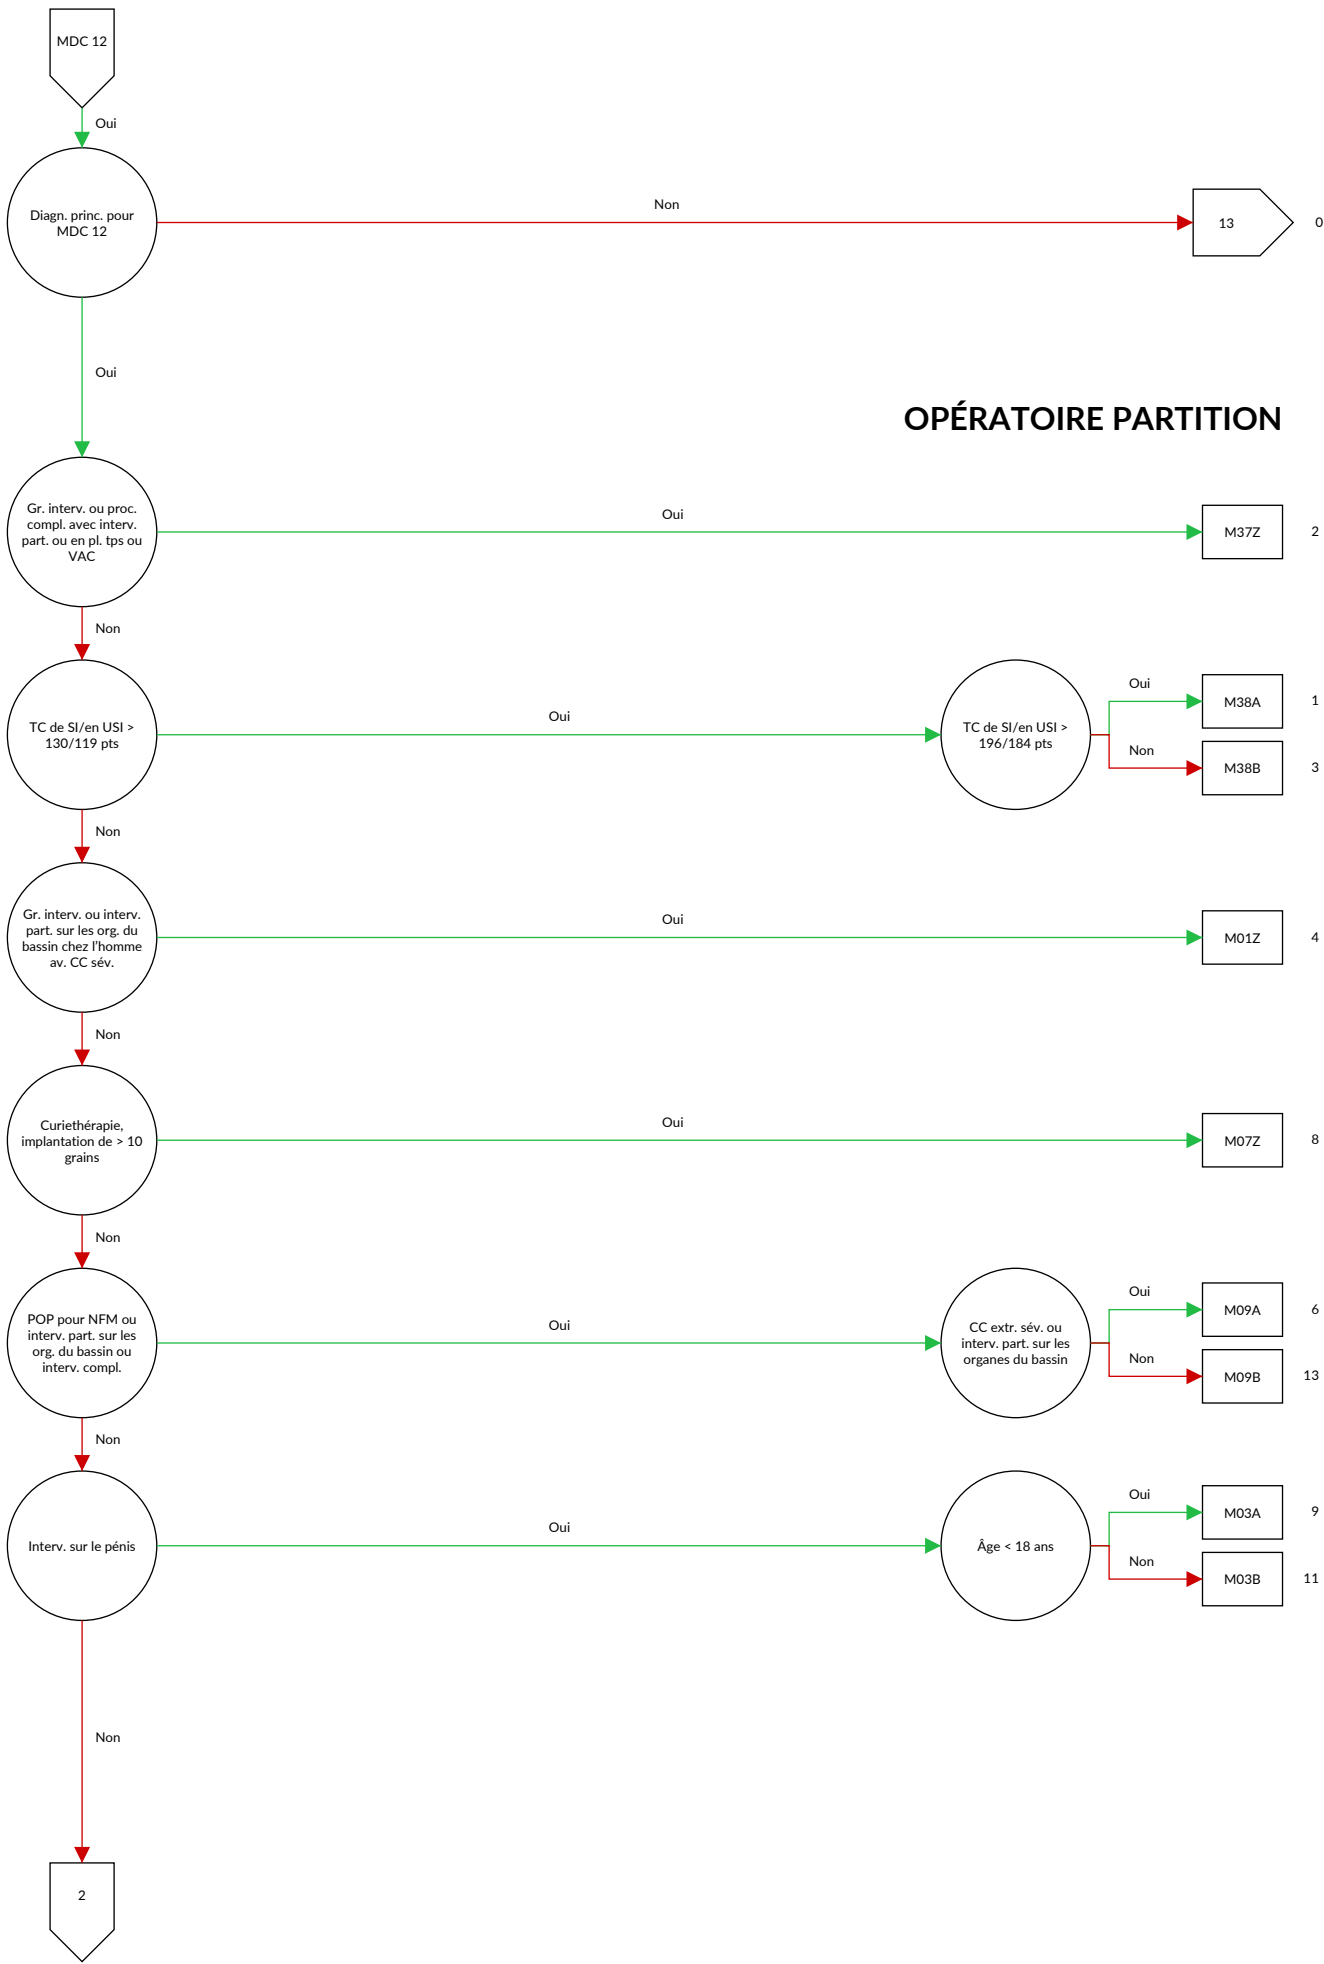 MDC 12
Oui
Diagn. princ. pour
MDC 12
Non
13
0
Oui
OPÉRATOIRE PARTITION
Gr. interv. ou proc.
compl. avec interv.
part. ou en pl. tps ou
VAC
Oui
M37Z
2
Non
TC de SI/en USI >
130/119 pts
Oui
TC de SI/en USI >
196/184 pts
Oui
M38A
1
Non
M38B
3
Non
Gr. interv. ou interv.
part. sur les org. du
bassin chez l'homme
av. CC sév.
Oui
M01Z
4
Non
Curiethérapie,
implantation de > 10
grains
Oui
M07Z
8
Non
POP pour NFM ou
interv. part. sur les
org. du bassin ou
interv. compl.
Oui
CC extr. sév. ou
interv. part. sur les
organes du bassin
Oui
M09A
6
Non
M09B
13
Non
Interv. sur le pénis
Oui
Âge < 18 ans
Oui
M03A
9
Non
M03B
11
Non
2